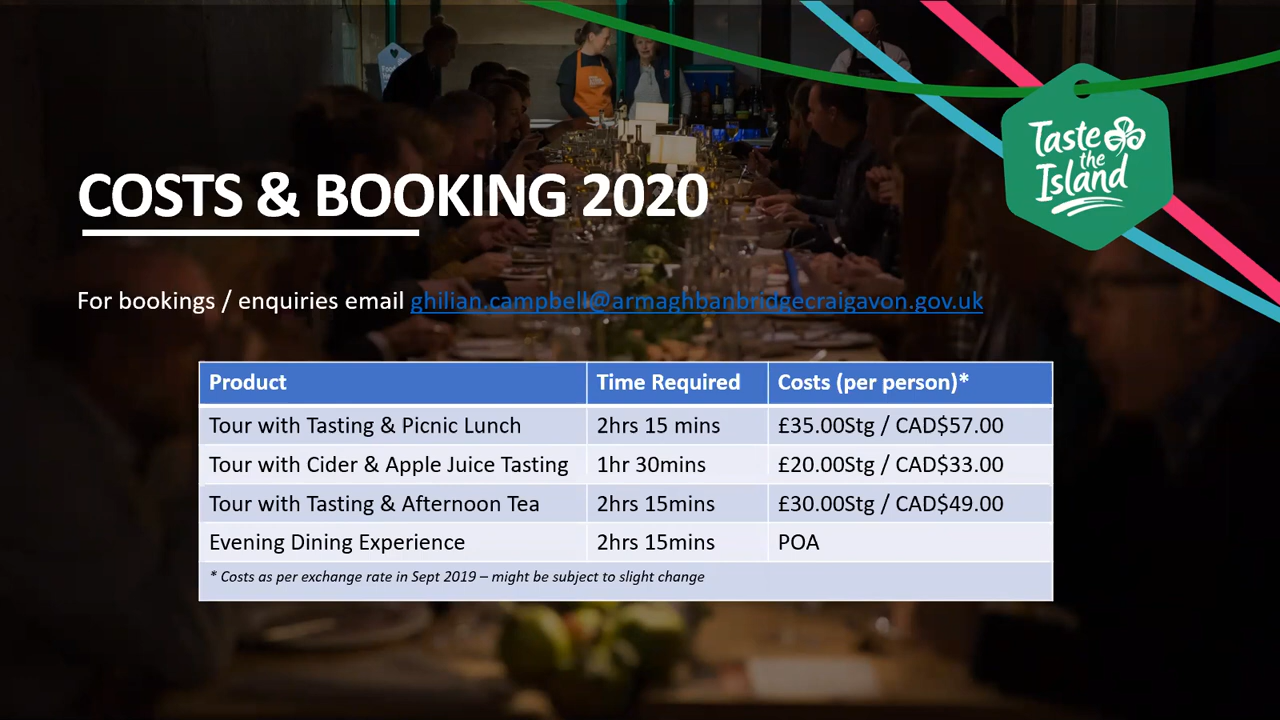 Taste
the
Island
COSTS & BOOKING 2020
For bookings / enquiries email ghilian.campbell@armaghbanbridgecraigavon.gov.uk
Product Time Required Costs (per person)*
Tour with Tasting & Picnic Lunch 2hrs 15 mins £35.00Stg / CAD$57.00
Tour with Cider & Apple Juice Tasting 1hr 30mins £20.00Stg / CAD$33.00
Tour with Tasting & Afternoon Tea 2hrs 15mins £30.00Stg / CAD$49.00
Evening Dining Experience 2hrs 15mins POA
* Costs as per exchange rate in Sept 2019 – might be subject to slight change